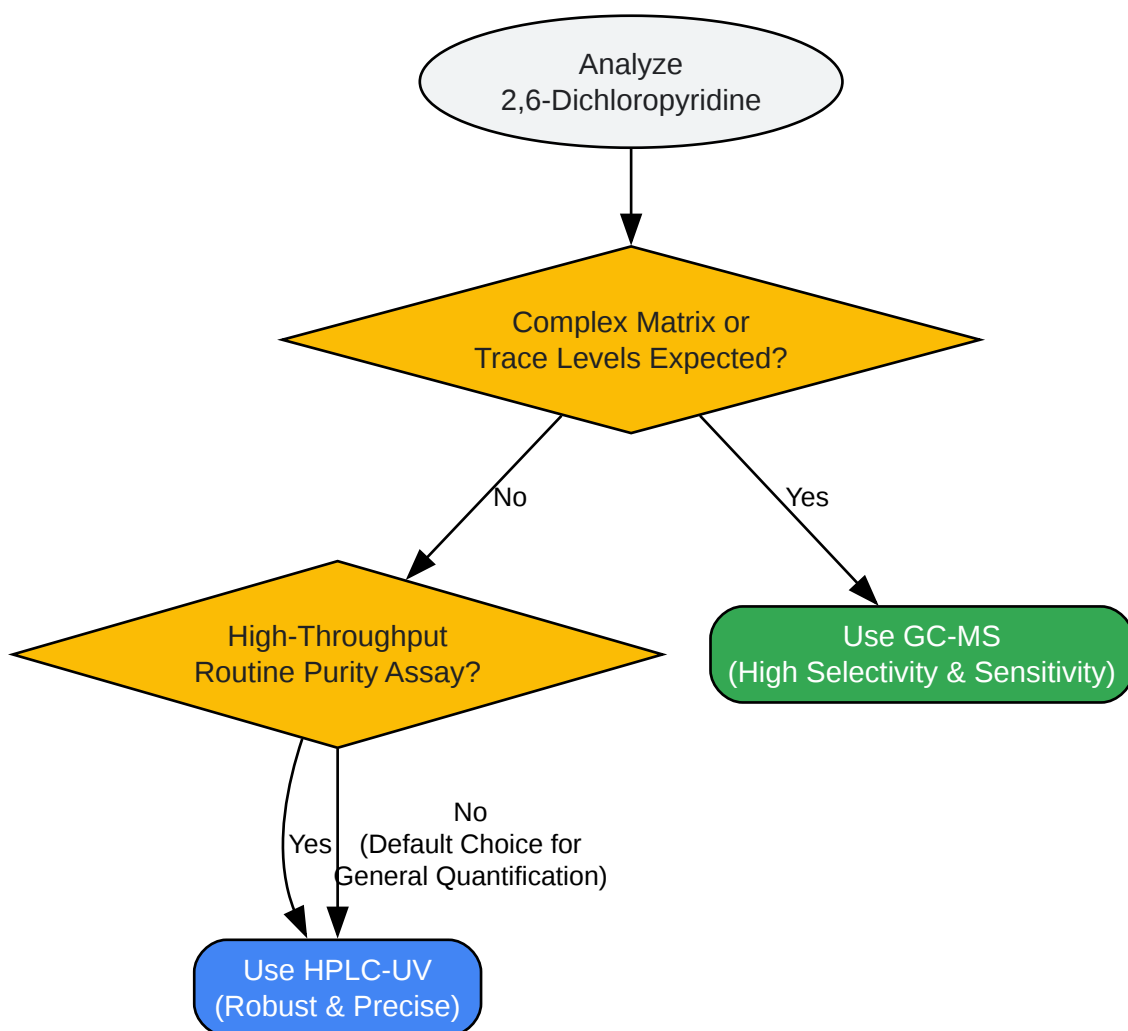 Analyze
2,6-Dichloropyridine
Complex Matrix or
Trace Levels Expected?
No
Yes
High-Throughput
Routine Purity Assay?
Use GC-MS
(High Selectivity & Sensitivity)
Yes
No
(Default Choice for
General Quantification)
Use HPLC-UV
(Robust & Precise)